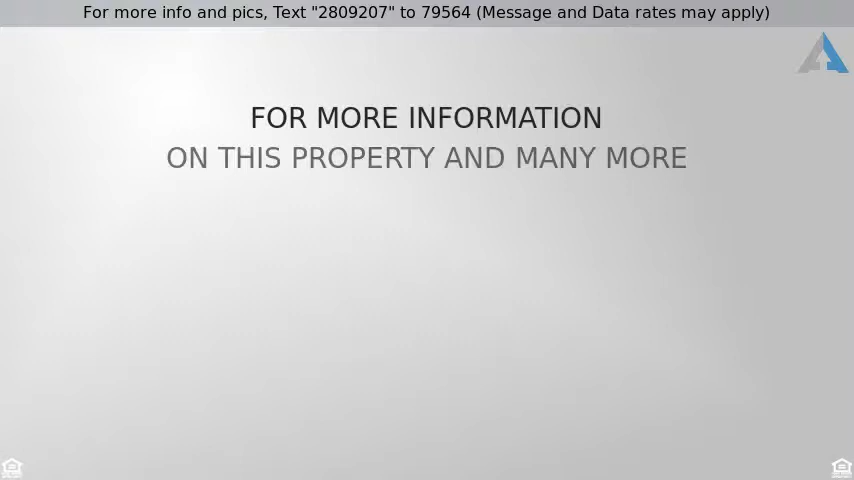 For more info and pics, Text "2809207" to 79564 (Message and Data rates may apply)
FOR MORE INFORMATION
ON THIS PROPERTY AND MANY MORE